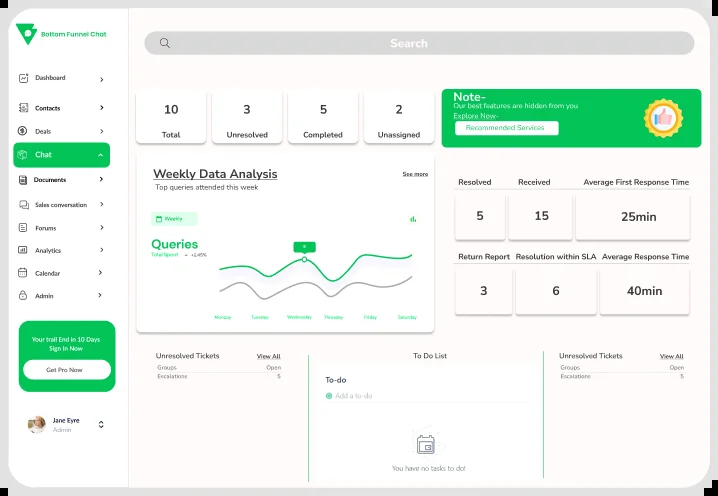 Bottom Funnel Chat
Dashboard
Contacts
Deals
Chat
Documents
Sales conversation
Forums
Analytics
Calendar
Admin
Your trail End in 10 Days
Sign In Now
Get Pro Now
Jane Eyre
Admin
Search
10
Total
3
Unresolved
5
Completed
2
Unassigned
Note-
Our best features are hidden from you
Explore Now-
Recommended Services
Weekly Data Analysis
See more
Top queries attended this week
Weekly
Queries
Total Spent
+2.45%
Monday Tuesday Wednesday Thursday Friday Saturday
Resolved Received Average First Response Time
5 15 25min
Return Report Resolution within SLA Average Response Time
3 6 40min
Unresolved Tickets View All
Groups Open
Escalations 5
To Do List
To-do
Add a to-do
You have no tasks to do!
Unresolved Tickets View All
Groups Open
Escalations 5